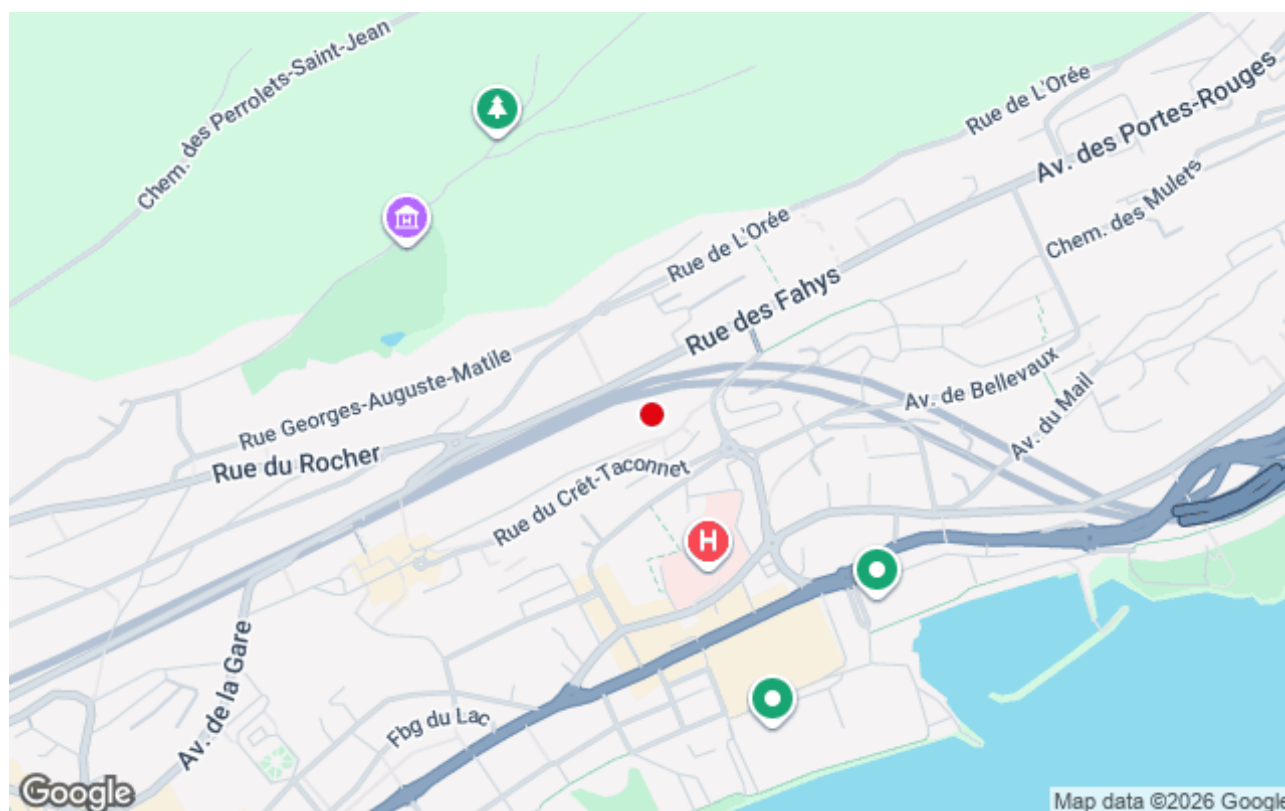 Chem. des Perrolets-Saint-Jean
Rue de L'Orée
Av. des Portes-Rouges
Chem. des Mulets
Rue de L'Orée
Rue des Fahys
Rue Georges-Auguste-Matile
Av. de Bellevaux
Av. du Mail
Rue du Rocher
Rue du Crêt-Taconnet
H
Av. de la Gare
Fbg du Lac
Google
Map data ©2026 Google